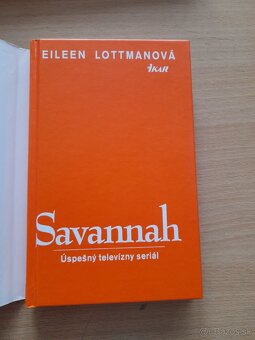 EILEEN LOTTMANOVÁ
IKAR
Savannah
Úspešný televízny seriál